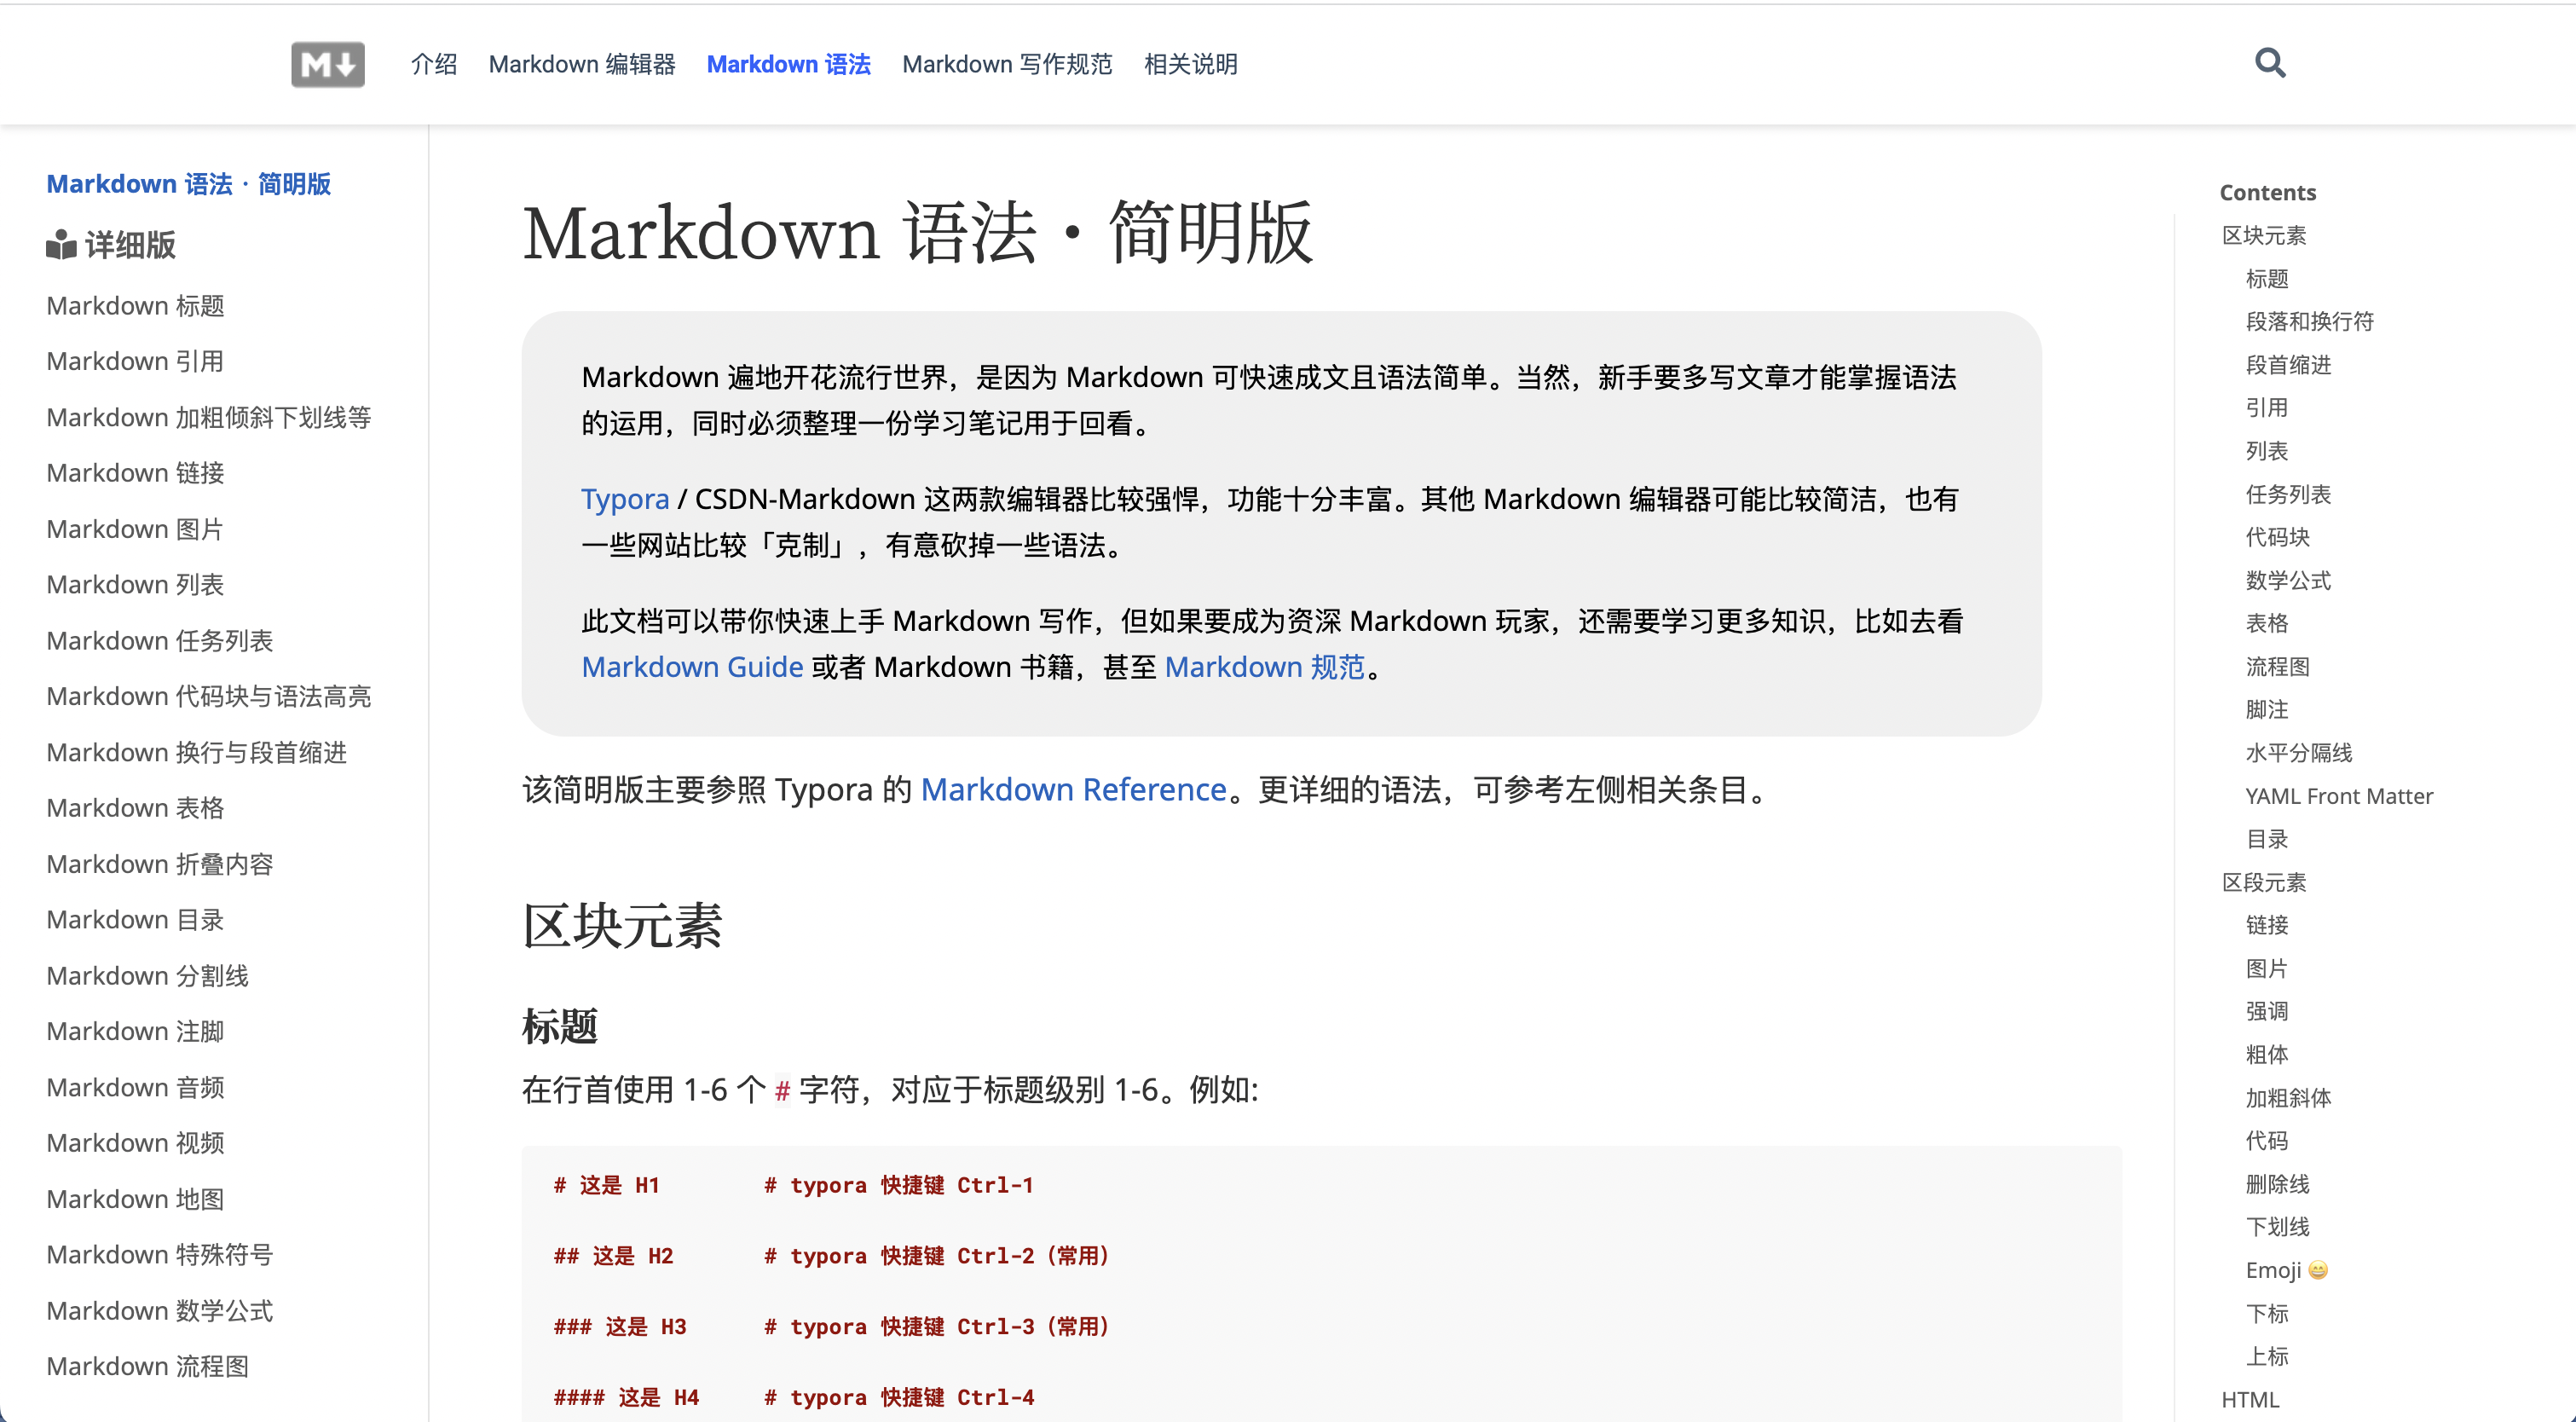 M↓ 介绍 Markdown 编辑器 Markdown 语法 Markdown 写作规范 相关说明
Markdown 语法 · 简明版
详细版
Markdown 标题
Markdown 引用
Markdown 加粗倾斜下划线等
Markdown 链接
Markdown 图片
Markdown 列表
Markdown 任务列表
Markdown 代码块与语法高亮
Markdown 换行与段首缩进
Markdown 表格
Markdown 折叠内容
Markdown 目录
Markdown 分割线
Markdown 注脚
Markdown 音频
Markdown 视频
Markdown 地图
Markdown 特殊符号
Markdown 数学公式
Markdown 流程图
Markdown 语法 · 简明版
Markdown 遍地开花流行世界，是因为 Markdown 可快速成文且语法简单。当然，新手要多写文章才能掌握语法
的运用，同时必须整理一份学习笔记用于回看。
Typora / CSDN-Markdown 这两款编辑器比较强悍，功能十分丰富。其他 Markdown 编辑器可能比较简洁，也有
一些网站比较「克制」，有意砍掉一些语法。
此文档可以带你快速上手 Markdown 写作，但如果要成为资深 Markdown 玩家，还需要学习更多知识，比如去看
Markdown Guide 或者 Markdown 书籍，甚至 Markdown 规范。
该简明版主要参照 Typora 的 Markdown Reference。更详细的语法，可参考左侧相关条目。
区块元素
标题
在行首使用 1-6 个 # 字符，对应于标题级别 1-6。例如:
# 这是 H1 # typora 快捷键 Ctrl-1
## 这是 H2 # typora 快捷键 Ctrl-2（常用）
### 这是 H3 # typora 快捷键 Ctrl-3（常用）
#### 这是 H4 # typora 快捷键 Ctrl-4
Contents
区块元素
标题
段落和换行符
段首缩进
引用
列表
任务列表
代码块
数学公式
表格
流程图
脚注
水平分隔线
YAML Front Matter
目录
区段元素
链接
图片
强调
粗体
加粗斜体
代码
删除线
下划线
Emoji 😄
下标
上标
HTML